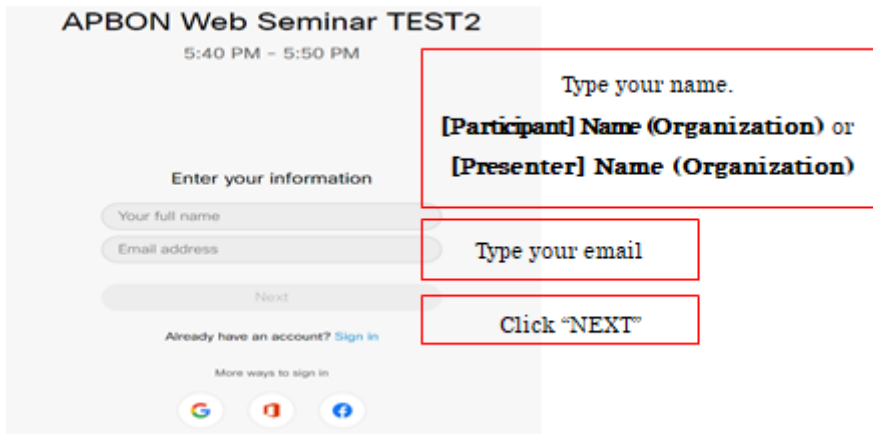 APBON Web Seminar TEST2
5:40 PM – 5:50 PM
Type your name.
[Participant] Name (Organization) or
[Presenter] Name (Organization)
Enter your information
Your full name
Email address
Type your email
Next
Click “NEXT”
Already have an account? Sign in
More ways to sign in